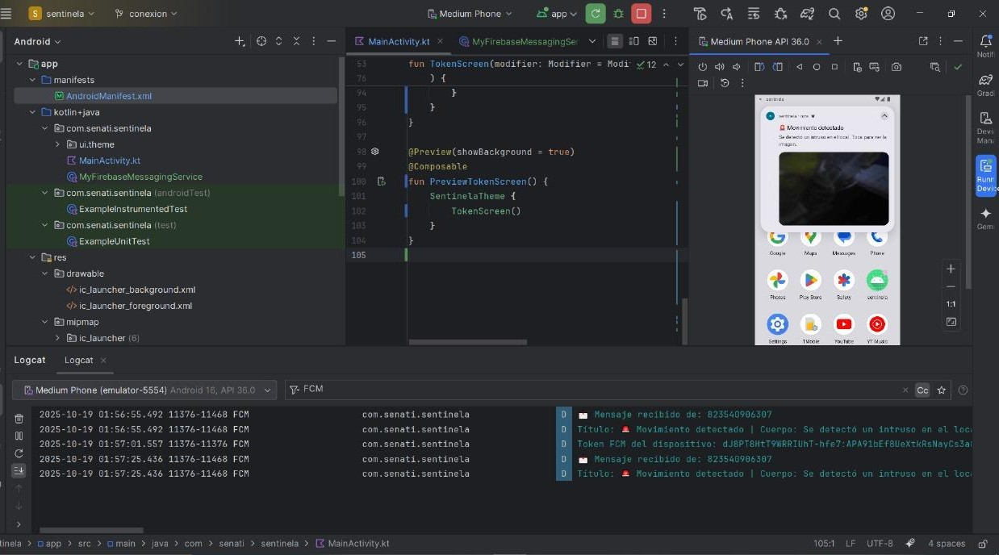 S sentinela
conexion
Medium Phone
app
Android
app
manifests
AndroidManifest.xml
kotlin+java
com.senati.sentinela
ui.theme
MainActivity.kt
MyFirebaseMessagingService
com.senati.sentinela (androidTest)
ExampleInstrumentedTest
com.senati.sentinela (test)
ExampleUnitTest
res
drawable
ic_launcher_background.xml
ic_launcher_foreground.xml
mipmap
ic_launcher (6)
MainActivity.kt
MyFirebaseMessagingSer
12
53 fun TokenScreen(modifier: Modifier = Modi
76 ) {
94 }
95 }
96 }
97
98 @Preview(showBackground = true)
99 @Composable
100 fun PreviewTokenScreen() {
101 SentinelaTheme {
102 TokenScreen()
103 }
104 }
105
Medium Phone API 36.0
sentinela
sentinela • now
🚨 Movimiento detectado
Se detectó un intruso en el local. Toca para ver la
imagen.
Google Maps Messages Phone
Photos Play Store Safety sentinela
Settings TMoble YouTube YT Music
1:1
Notifi
Gradl
Devi
Mana
Runn
Device
Gemi
Logcat
Logcat
Medium Phone (emulator-5554) Android 16, API 36.0
FCM
Cc
2025-10-19 01:56:55.492 11376-11468 FCM com.senati.sentinela D 📩 Mensaje recibido de: 823540906307
2025-10-19 01:56:55.492 11376-11468 FCM com.senati.sentinela D Título: 🚨 Movimiento detectado | Cuerpo: Se detectó un intruso en el loca
2025-10-19 01:57:01.557 11376-11376 FCM com.senati.sentinela D Token FCM del dispositivo: dJ8PT8HtT9WRRIUhT-hfe7:APA91bEf8UeXtkRsNayCs3a
2025-10-19 01:57:25.436 11376-11468 FCM com.senati.sentinela D 📩 Mensaje recibido de: 823540906307
2025-10-19 01:57:25.436 11376-11468 FCM com.senati.sentinela D Título: 🚨 Movimiento detectado | Cuerpo: Se detectó un intruso en el loca
tinela > app > src > main > java > com > senati > sentinela > MainActivity.kt
105:1 LF UTF-8 4 spaces